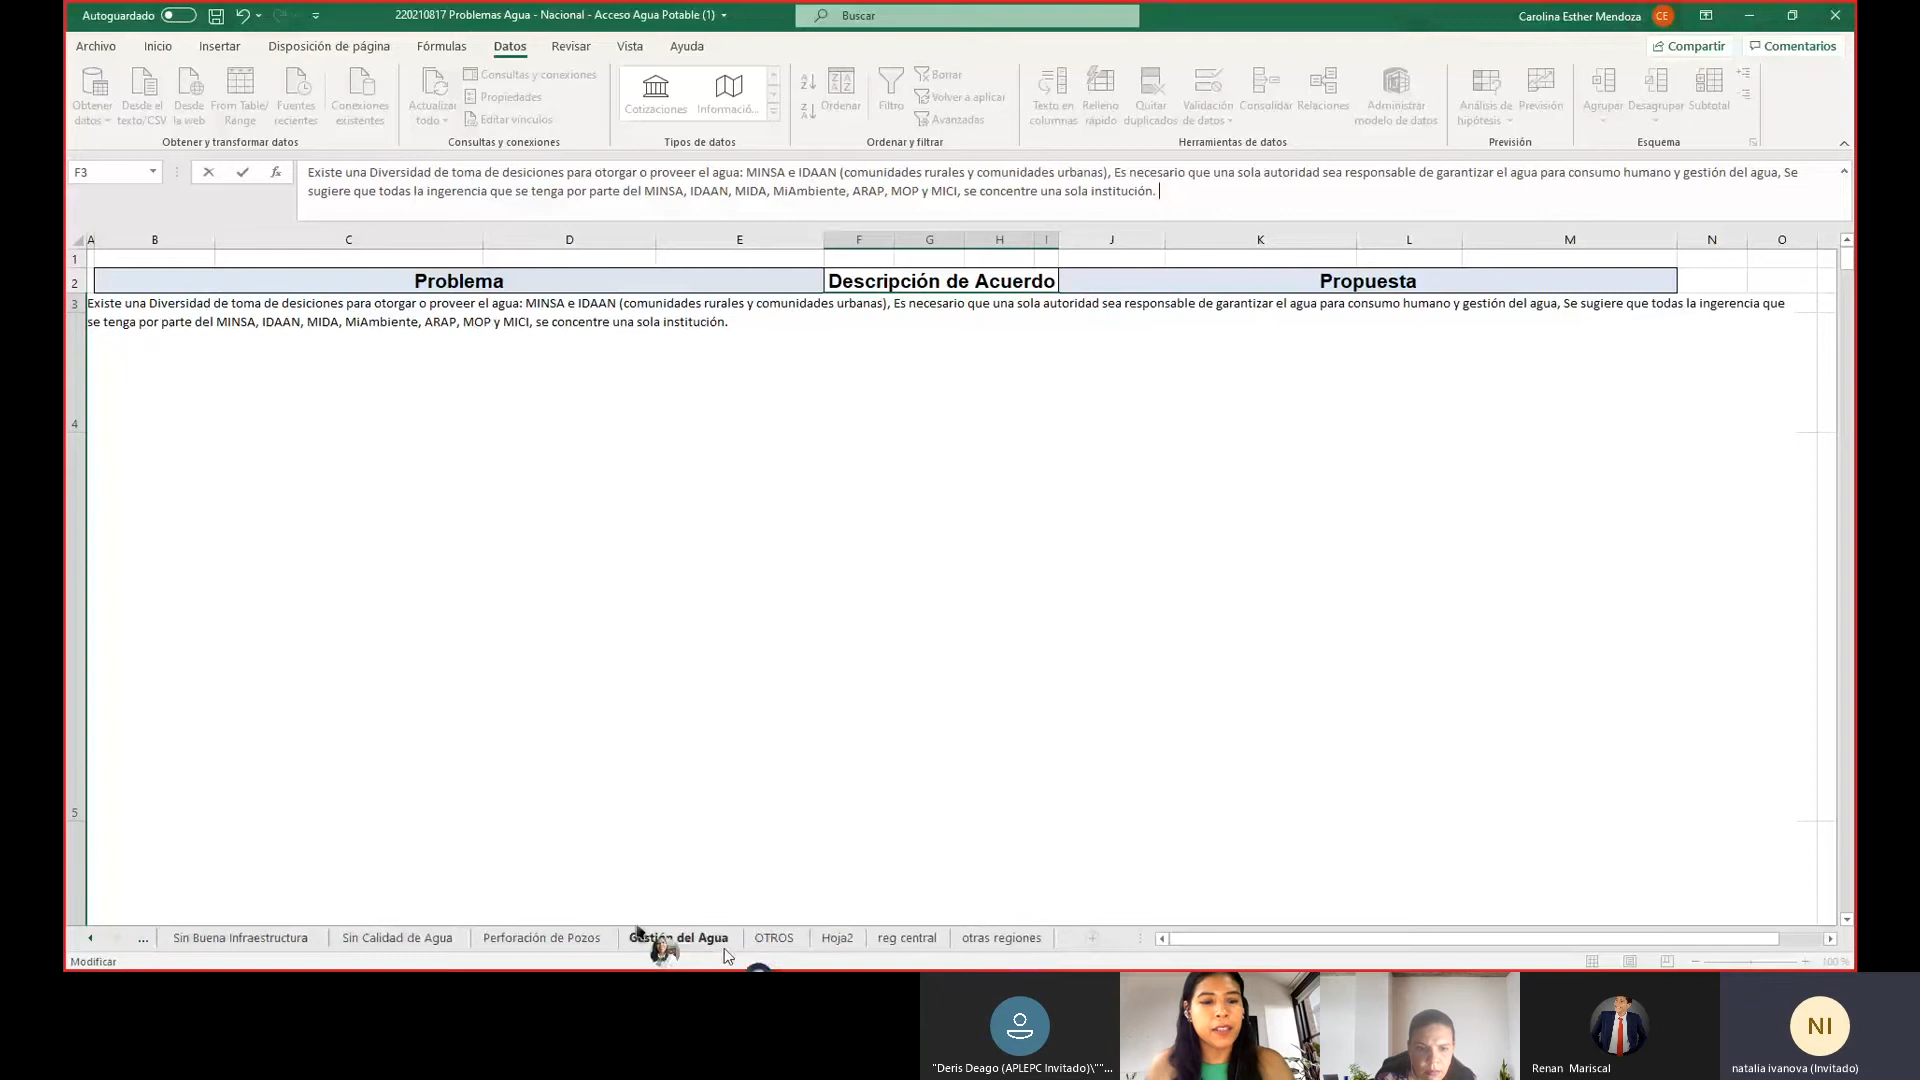 Autoguardado 220210817 Problemas Agua - Nacional - Acceso Agua Potable (1) Buscar Carolina Esther Mendoza CE
Archivo Inicio Insertar Disposición de página Fórmulas Datos Revisar Vista Ayuda Compartir Comentarios
Obtener datos Desde el texto/CSV Desde la web From Table/ Range Fuentes recientes Conexiones existentes
Obtener y transformar datos
Actualizar todo Consultas y conexiones Propiedades Editar vínculos
Consultas y conexiones
Cotizaciones Informació...
Tipos de datos
Ordenar Filtro Borrar Volver a aplicar Avanzadas
Ordenar y filtrar
Texto en columnas Relleno rápido Quitar duplicados Validación de datos Consolidar Relaciones Administrar modelo de datos
Herramientas de datos
Análisis de hipótesis Previsión
Previsión
Agrupar Desagrupar Subtotal
Esquema
F3
fx
Existe una Diversidad de toma de desiciones para otorgar o proveer el agua: MINSA e IDAAN (comunidades rurales y comunidades urbanas), Es necesario que una sola autoridad sea responsable de garantizar el agua para consumo humano y gestión del agua, Se
sugiere que todas la ingerencia que se tenga por parte del MINSA, IDAAN, MIDA, MiAmbiente, ARAP, MOP y MICI, se concentre una sola institución.
A B C D E F G H I J K L M N O
1
2 Problema Descripción de Acuerdo Propuesta
3 Existe una Diversidad de toma de desiciones para otorgar o proveer el agua: MINSA e IDAAN (comunidades rurales y comunidades urbanas), Es necesario que una sola autoridad sea responsable de garantizar el agua para consumo humano y gestión del agua, Se sugiere que todas la ingerencia que
se tenga por parte del MINSA, IDAAN, MIDA, MiAmbiente, ARAP, MOP y MICI, se concentre una sola institución.
4
5
... Sin Buena Infraestructura Sin Calidad de Agua Perforación de Pozos Gestión del Agua OTROS Hoja2 reg central otras regiones
Modificar 100 %
NI
"Deris Deago (APLEPC Invitado)\""... Renan Mariscal natalia ivanova (Invitado)